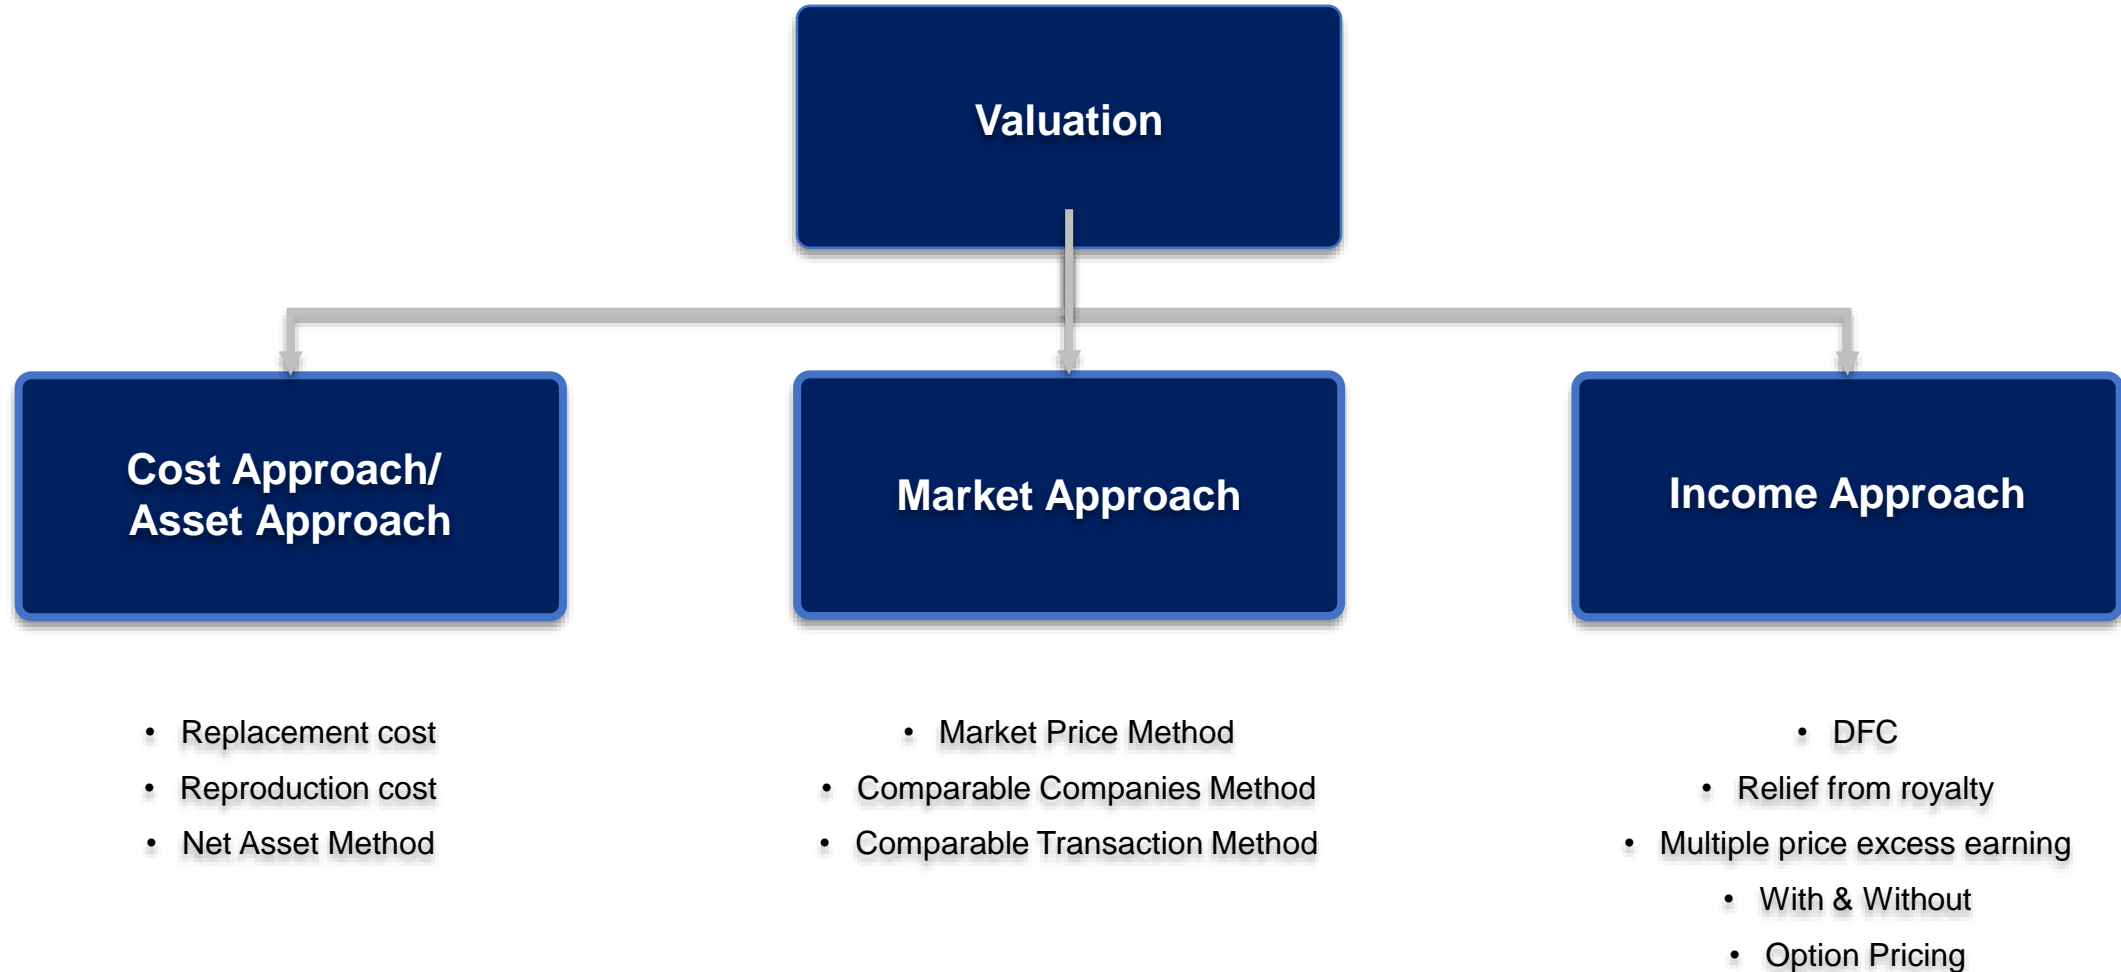 Valuation
Cost Approach/
Asset Approach
Market Approach
Income Approach
• Replacement cost
• Reproduction cost
• Net Asset Method
• Market Price Method
• Comparable Companies Method
• Comparable Transaction Method
• DFC
• Relief from royalty
• Multiple price excess earning
• With & Without
• Option Pricing